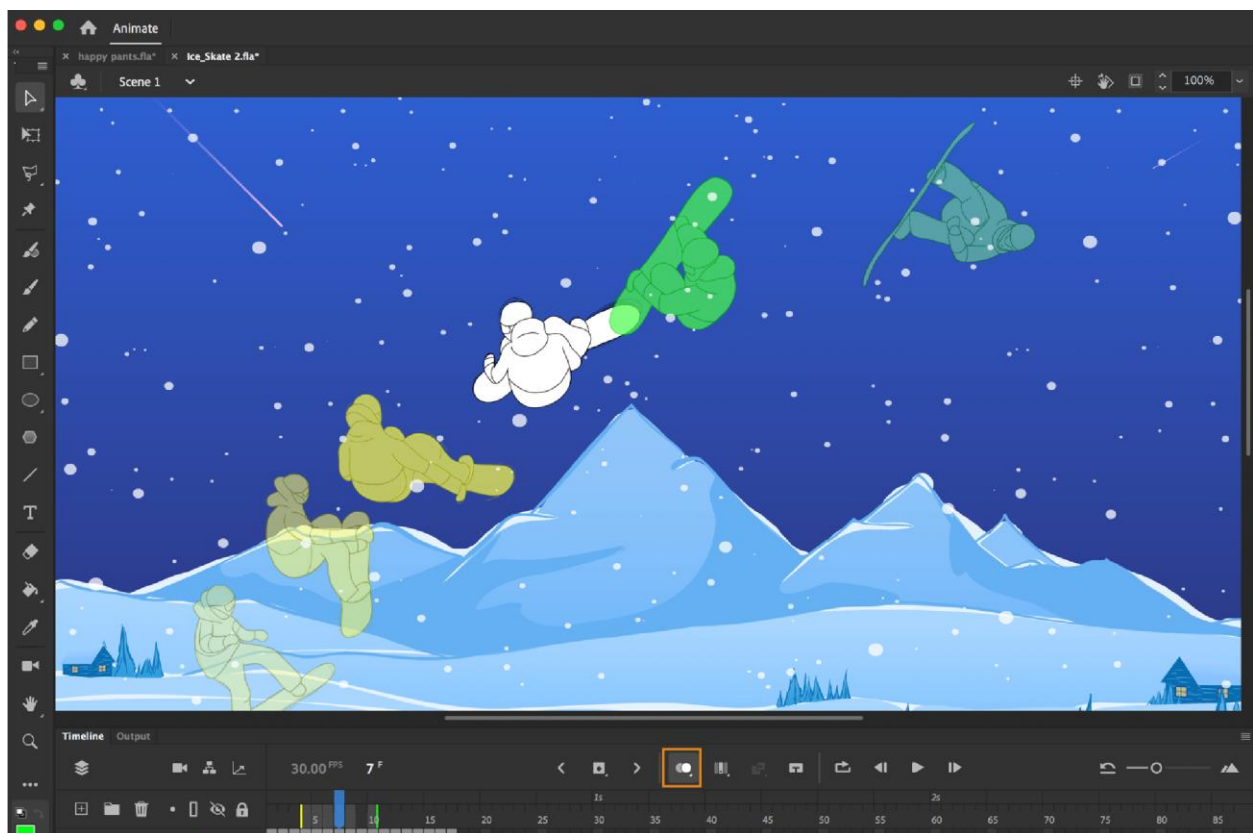 Animate
× happy pants.fla* × Ice_Skate 2.fla*
Scene 1 100%
T
Timeline Output
30.00 FPS 7 F
1s 2s
5 10 15 20 25 30 35 40 45 50 55 60 65 70 75 80 85